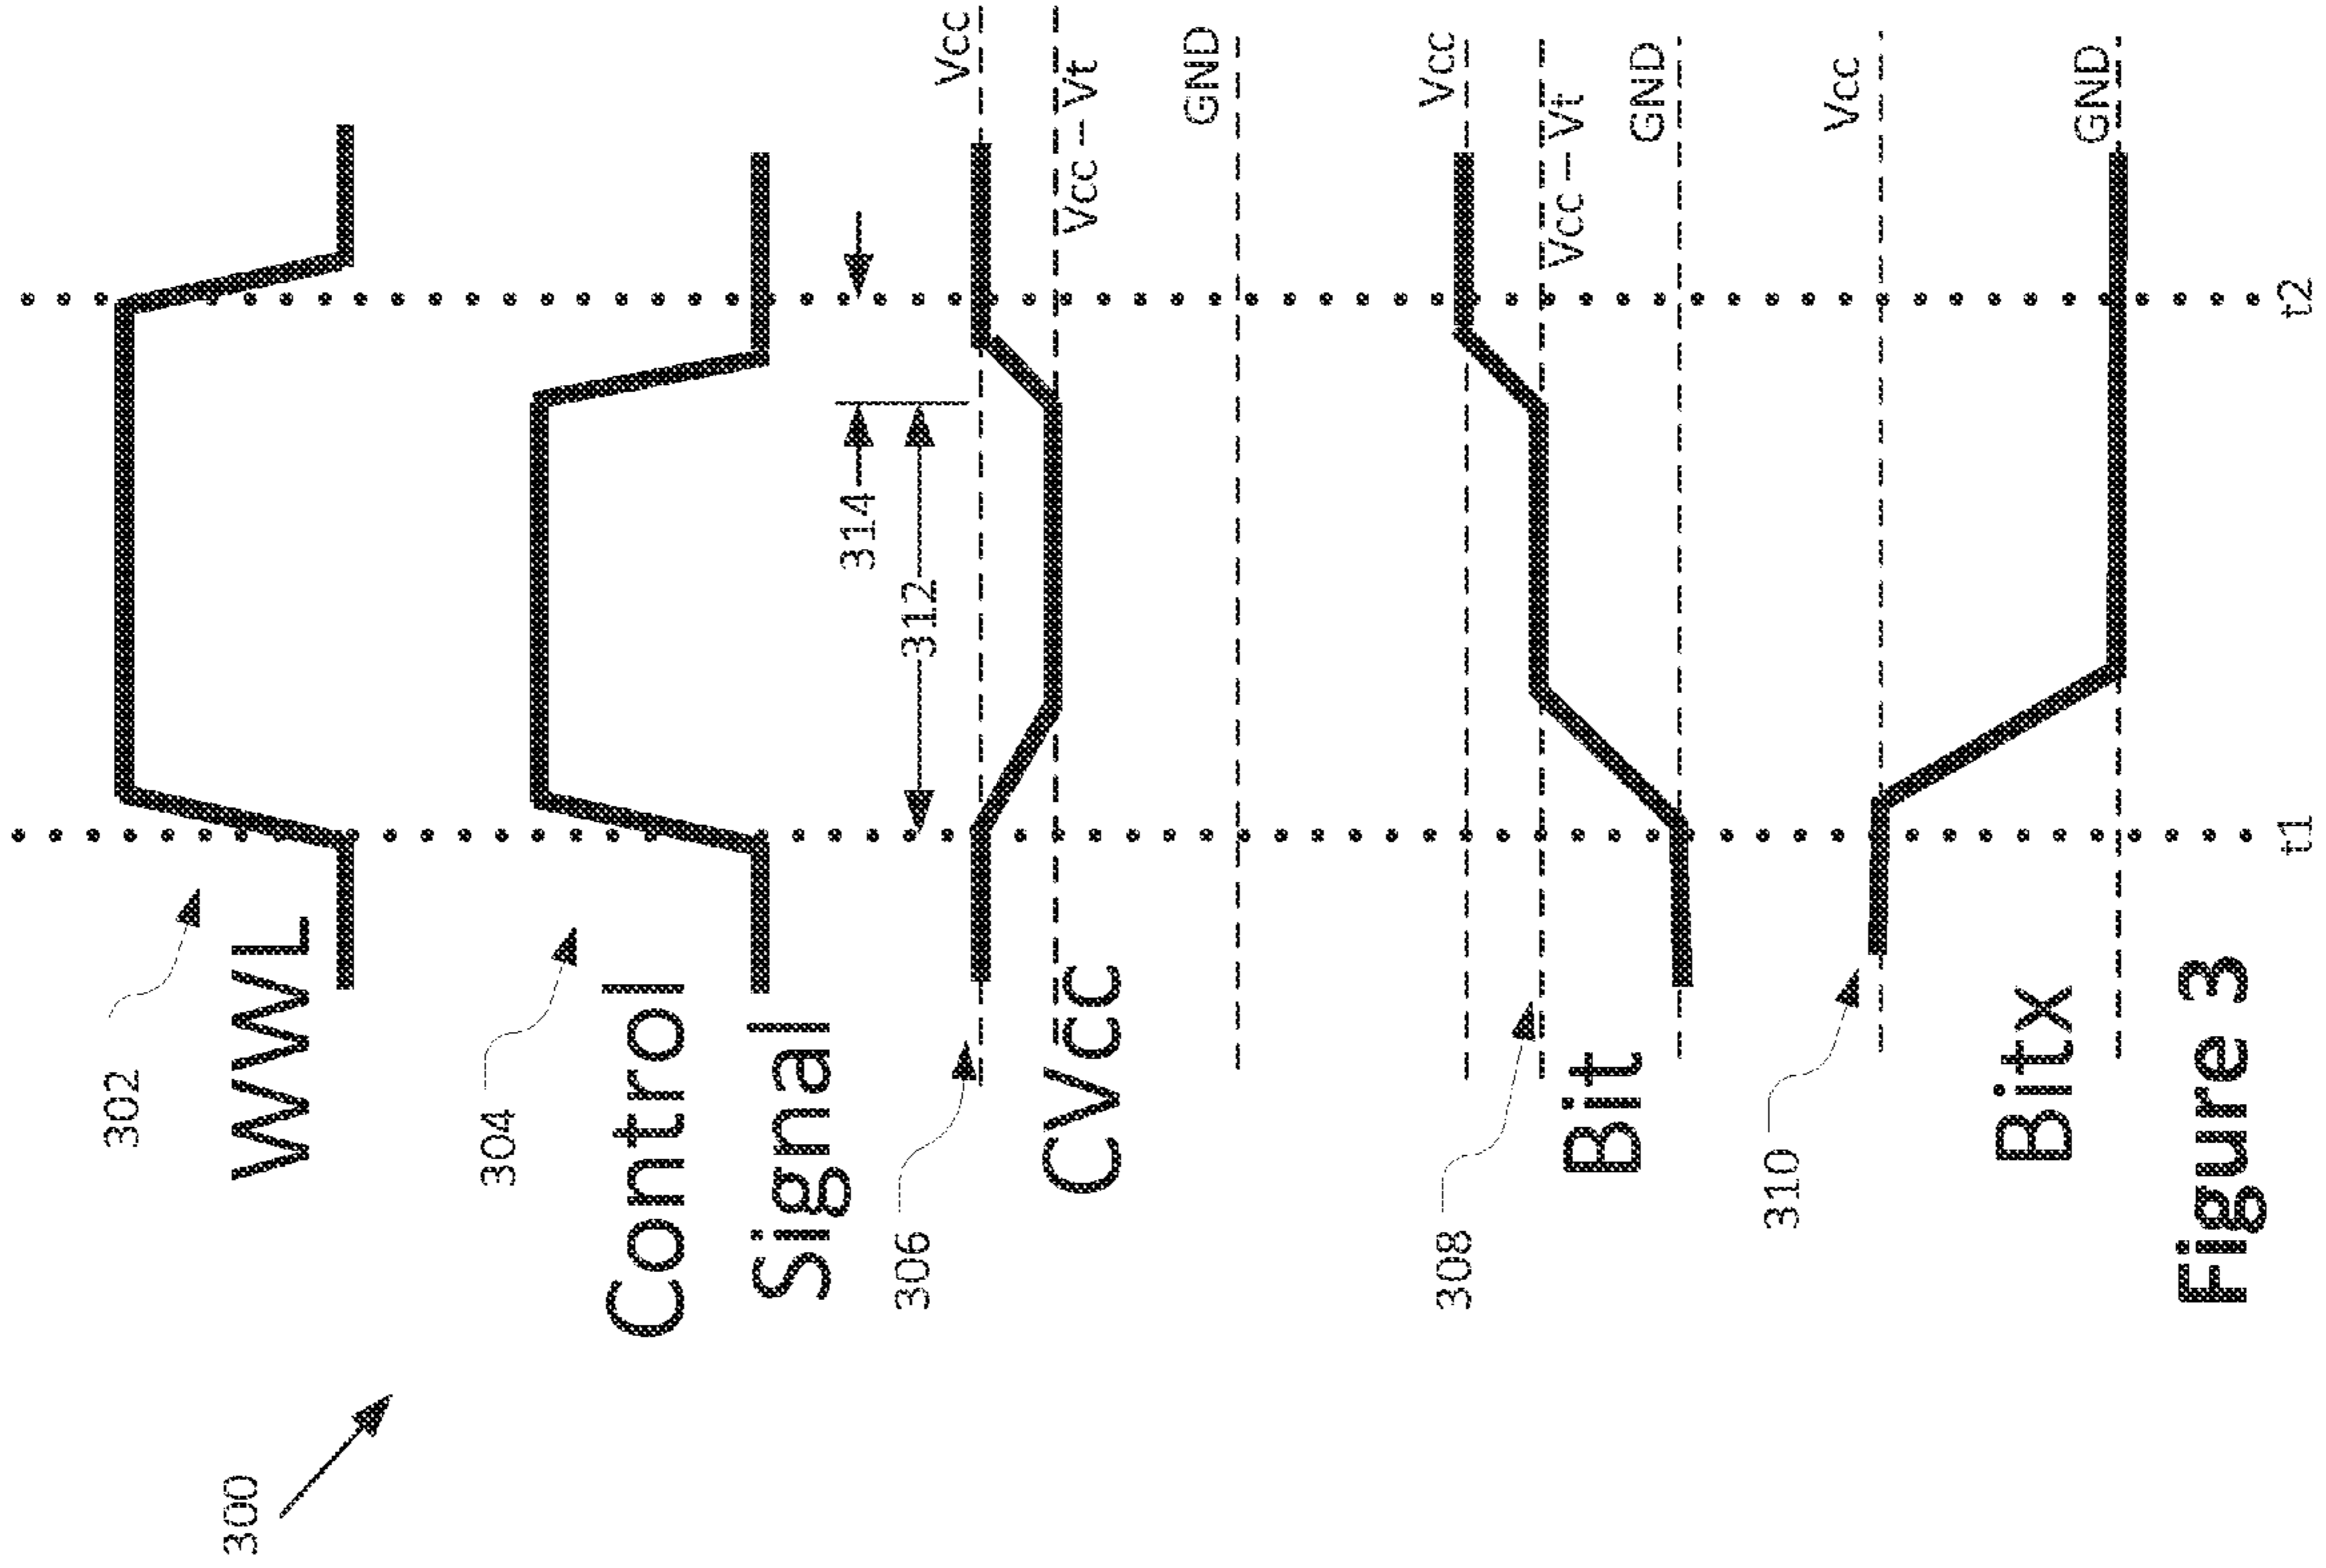 300
302
WWL
304
Control
Signal
314
312
306
CVcc
Vcc
Vcc – Vt
GND
308
Bit
Vcc
Vcc – Vt
GND
310
Bitx
Vcc
GND
t1
t2
Figure 3